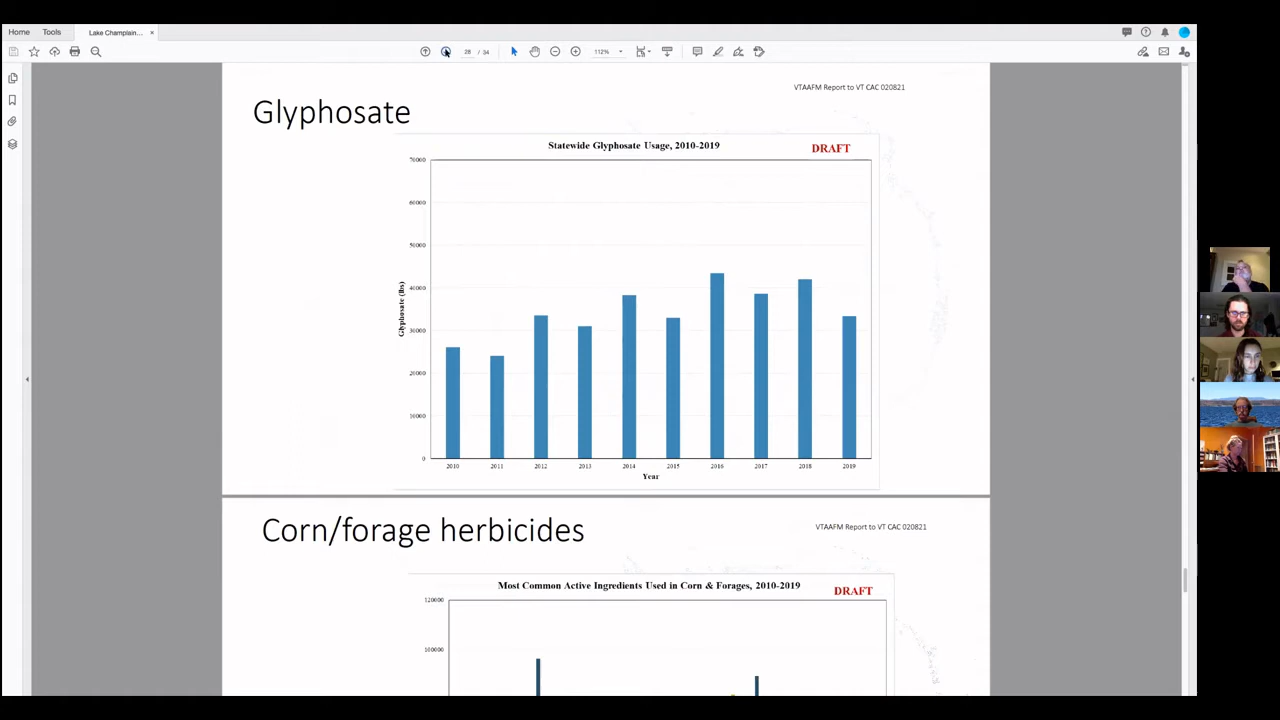 Home Tools Lake Champlain... ×
28 / 34 112%
VTAAFM Report to VT CAC 020821
Glyphosate
Statewide Glyphosate Usage, 2010-2019
DRAFT
70000
60000
50000
40000
30000
20000
10000
0
Glyphosate (lbs)
2010 2011 2012 2013 2014 2015 2016 2017 2018 2019
Year
VTAAFM Report to VT CAC 020821
Corn/forage herbicides
Most Common Active Ingredients Used in Corn & Forages, 2010-2019
DRAFT
120000
100000